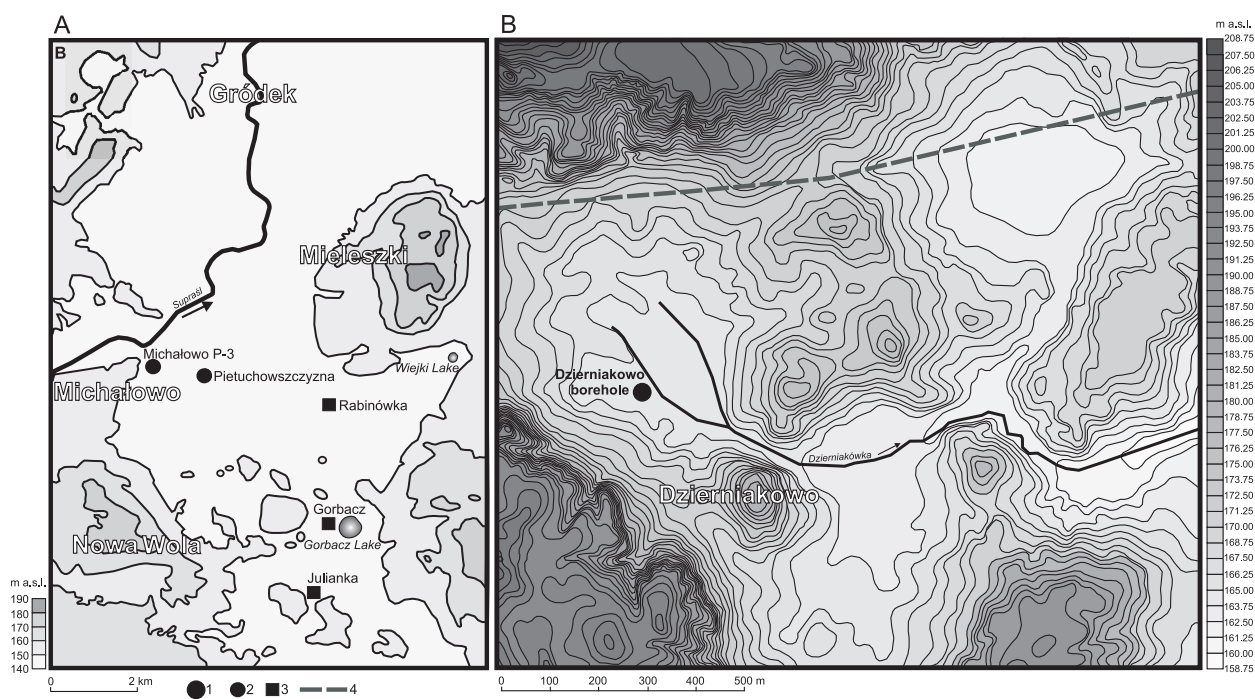 A
B
B
Gródek
Mieleszki
Supraśl
Michałowo P-3
Pietuchowszczyzna
Michałowo
Wiejki Lake
Rabinówka
Gorbacz
Gorbacz Lake
Nowa Wola
Julianka
m a.s.l.
190
180
170
160
150
140
0 2 km
1 2 3 4
Dzierniakowo
borehole
Dzierniakówka
Dzierniakowo
0 100 200 300 400 500 m
m a.s.l.
208.75
207.50
206.25
205.00
203.75
202.50
201.25
200.00
198.75
197.50
196.25
195.00
193.75
192.50
191.25
190.00
188.75
187.50
186.25
185.00
183.75
182.50
181.25
180.00
178.75
177.50
176.25
175.00
173.75
172.50
171.25
170.00
168.75
167.50
166.25
165.00
163.75
162.50
161.25
160.00
158.75